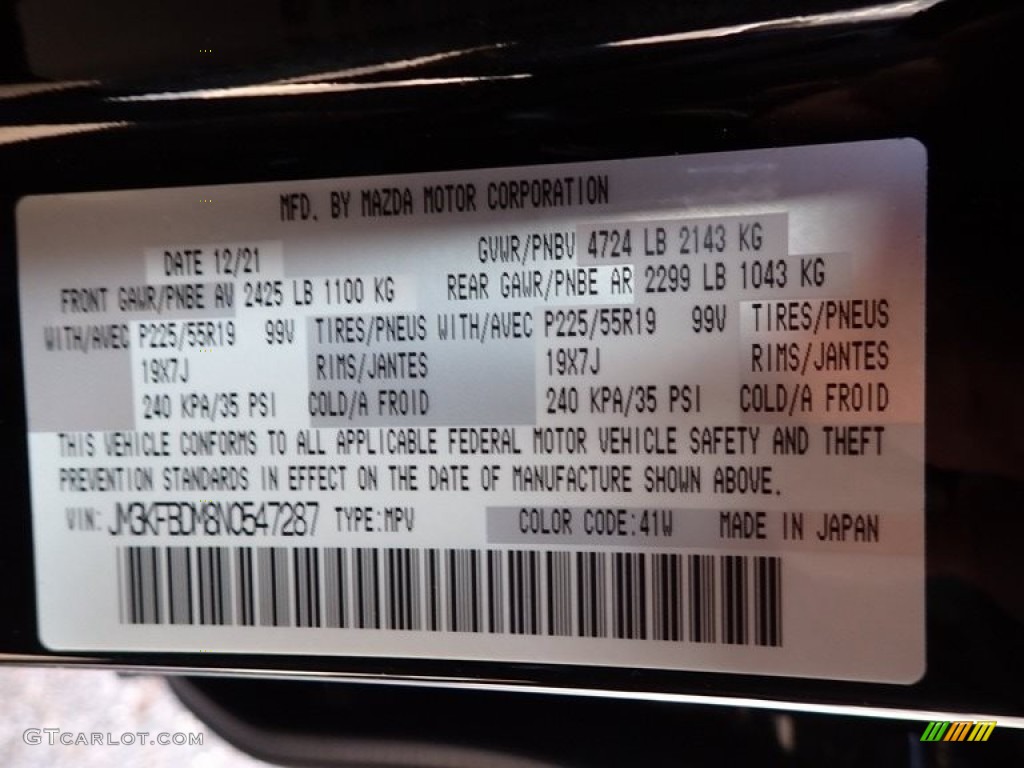 MFD. BY MAZDA MOTOR CORPORATION
DATE 12/21 GVWR/PNBV 4724 LB 2143 KG
FRONT GAWR/PNBE AV 2425 LB 1100 KG REAR GAWR/PNBE AR 2299 LB 1043 KG
WITH/AVEC P225/55R19 99V TIRES/PNEUS WITH/AVEC P225/55R19 99V TIRES/PNEUS
19X7J RIMS/JANTES 19X7J RIMS/JANTES
240 KPA/35 PSI COLD/A FROID 240 KPA/35 PSI COLD/A FROID
THIS VEHICLE CONFORMS TO ALL APPLICABLE FEDERAL MOTOR VEHICLE SAFETY AND THEFT
PREVENTION STANDARDS IN EFFECT ON THE DATE OF MANUFACTURE SHOWN ABOVE.
VIN: JM3KFBDM8N0547287 TYPE:MPV COLOR CODE:41W MADE IN JAPAN
GTCARLOT.COM